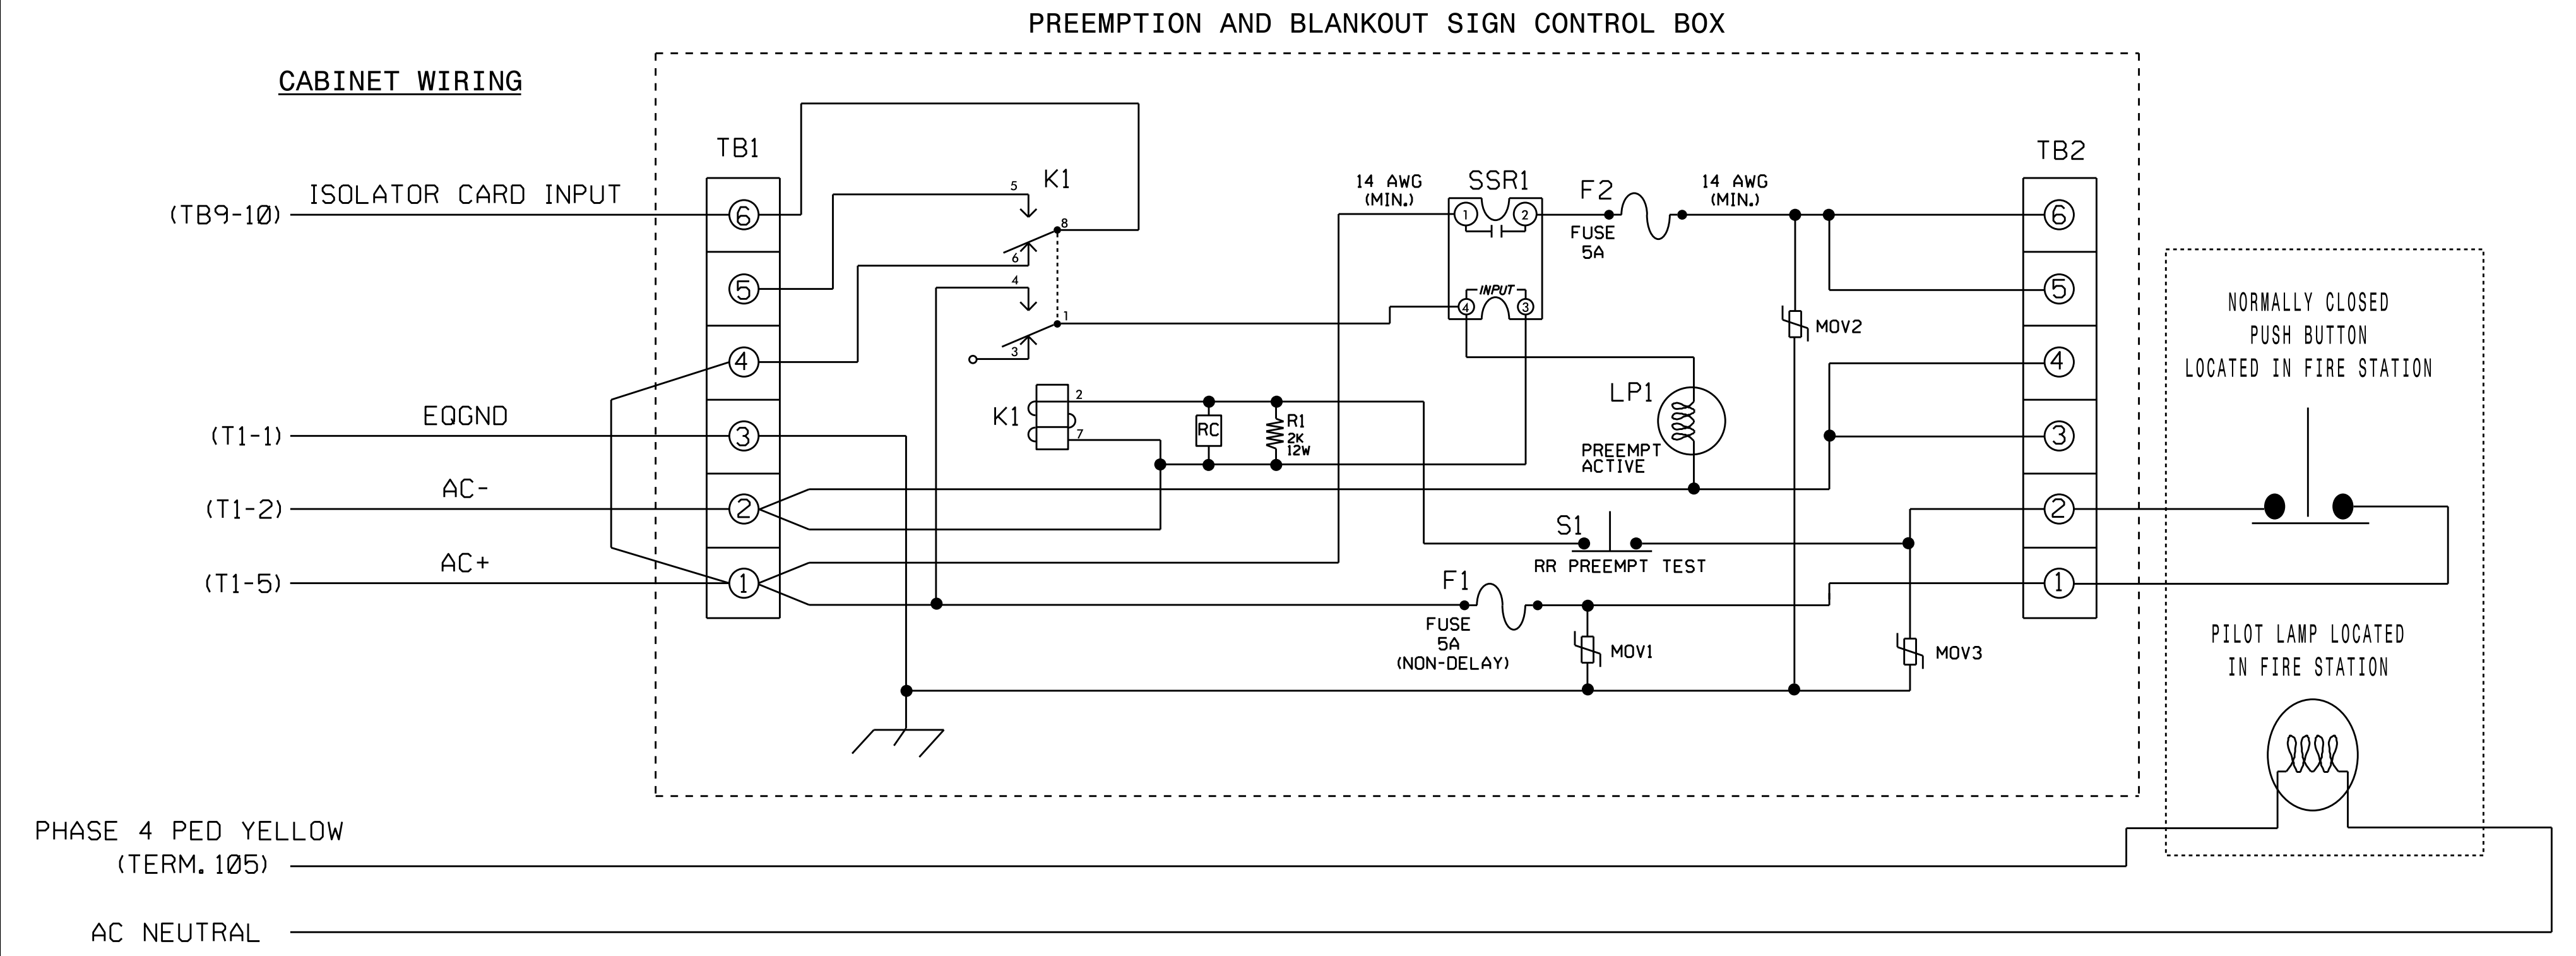 PREEMPTION AND BLANKOUT SIGN CONTROL BOX
CABINET WIRING
TB1
6
5
4
3
2
1
(TB9-10)
ISOLATOR CARD INPUT
EQGND
(T1-1)
AC-
(T1-2)
AC+
(T1-5)
K1
5
8
6
4
1
3
K1
2
7
RC
R1
2K
12W
14 AWG
(MIN.)
SSR1
1
2
INPUT
4
3
F2
FUSE
5A
14 AWG
(MIN.)
MOV2
LP1
PREEMPT
ACTIVE
S1
RR PREEMPT TEST
F1
FUSE
5A
(NON-DELAY)
MOV1
MOV3
TB2
6
5
4
3
2
1
NORMALLY CLOSED
PUSH BUTTON
LOCATED IN FIRE STATION
PILOT LAMP LOCATED
IN FIRE STATION
PHASE 4 PED YELLOW
(TERM.105)
AC NEUTRAL